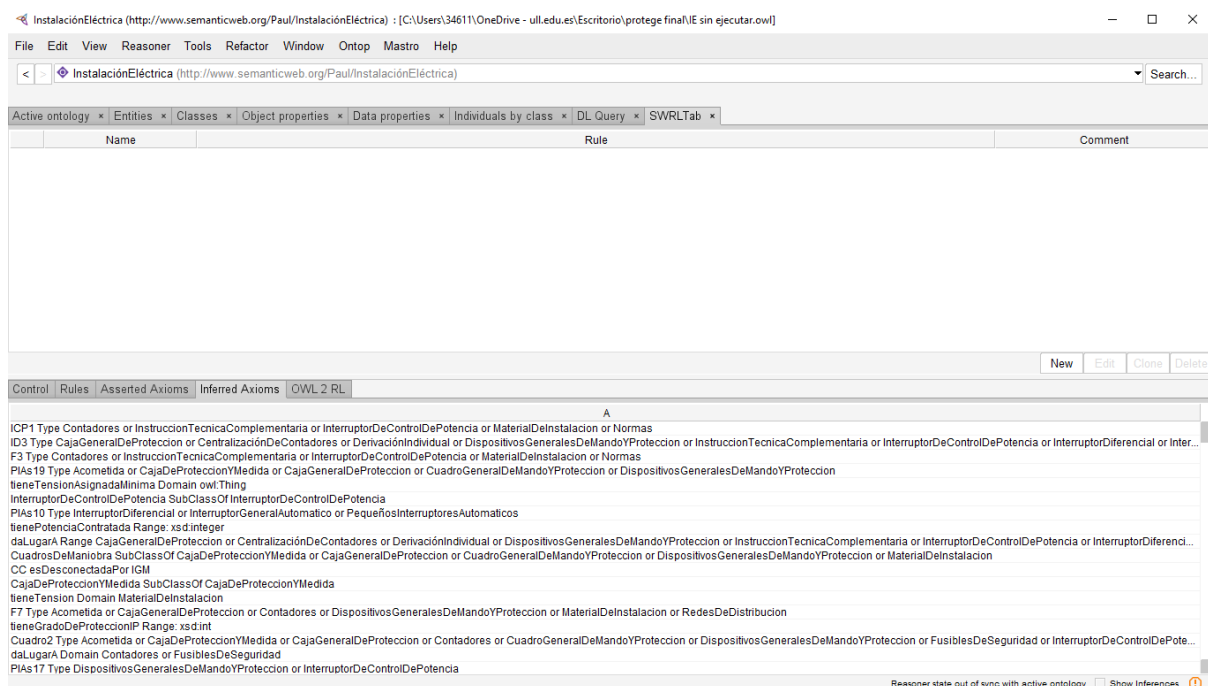 InstalaciónEléctrica (http://www.semanticweb.org/Paul/InstalaciónEléctrica) : [C:\Users\34611\OneDrive - ull.edu.es\Escritorio\protege final\IE sin ejecutar.owl]
File Edit View Reasoner Tools Refactor Window Ontop Mastro Help
< > InstalaciónEléctrica (http://www.semanticweb.org/Paul/InstalaciónEléctrica) Search...
Active ontology × Entities × Classes × Object properties × Data properties × Individuals by class × DL Query × SWRLTab ×
Name Rule Comment
New Edit Clone Delete
Control Rules Asserted Axioms Inferred Axioms OWL 2 RL
A
ICP1 Type Contadores or InstruccionTecnicaComplementaria or InterruptorDeControlDePotencia or MaterialDeInstalacion or Normas
ID3 Type CajaGeneralDeProteccion or CentralizaciónDeContadores or DerivaciónIndividual or DispositivosGeneralesDeMandoYProteccion or InstruccionTecnicaComplementaria or InterruptorDeControlDePotencia or InterruptorDiferencial or Inter...
F3 Type Contadores or InstruccionTecnicaComplementaria or InterruptorDeControlDePotencia or MaterialDeInstalacion or Normas
PIAs19 Type Acometida or CajaDeProteccionYMedida or CajaGeneralDeProteccion or CuadroGeneralDeMandoYProteccion or DispositivosGeneralesDeMandoYProteccion
tieneTensionAsignadaMinima Domain owl:Thing
InterruptorDeControlDePotencia SubClassOf InterruptorDeControlDePotencia
PIAs10 Type InterruptorDiferencial or InterruptorGeneralAutomatico or PequeñosInterruptoresAutomaticos
tienePotenciaContratada Range: xsd:integer
daLugarA Range CajaGeneralDeProteccion or CentralizaciónDeContadores or DerivaciónIndividual or DispositivosGeneralesDeMandoYProteccion or InstruccionTecnicaComplementaria or InterruptorDeControlDePotencia or InterruptorDiferenci...
CuadrosDeManiobra SubClassOf CajaDeProteccionYMedida or CajaGeneralDeProteccion or CuadroGeneralDeMandoYProteccion or DispositivosGeneralesDeMandoYProteccion or MaterialDeInstalacion
CC esDesconectadaPor IGM
CajaDeProteccionYMedida SubClassOf CajaDeProteccionYMedida
tieneTension Domain MaterialDeInstalacion
F7 Type Acometida or CajaGeneralDeProteccion or Contadores or DispositivosGeneralesDeMandoYProteccion or MaterialDeInstalacion or RedesDeDistribucion
tieneGradoDeProteccionIP Range: xsd:int
Cuadro2 Type Acometida or CajaDeProteccionYMedida or CajaGeneralDeProteccion or Contadores or CuadroGeneralDeMandoYProteccion or DispositivosGeneralesDeMandoYProteccion or FusiblesDeSeguridad or InterruptorDeControlDePote...
daLugarA Domain Contadores or FusiblesDeSeguridad
PIAs17 Type DispositivosGeneralesDeMandoYProteccion or InterruptorDeControlDePotencia
Reasoner state out of sync with active ontology Show Inferences